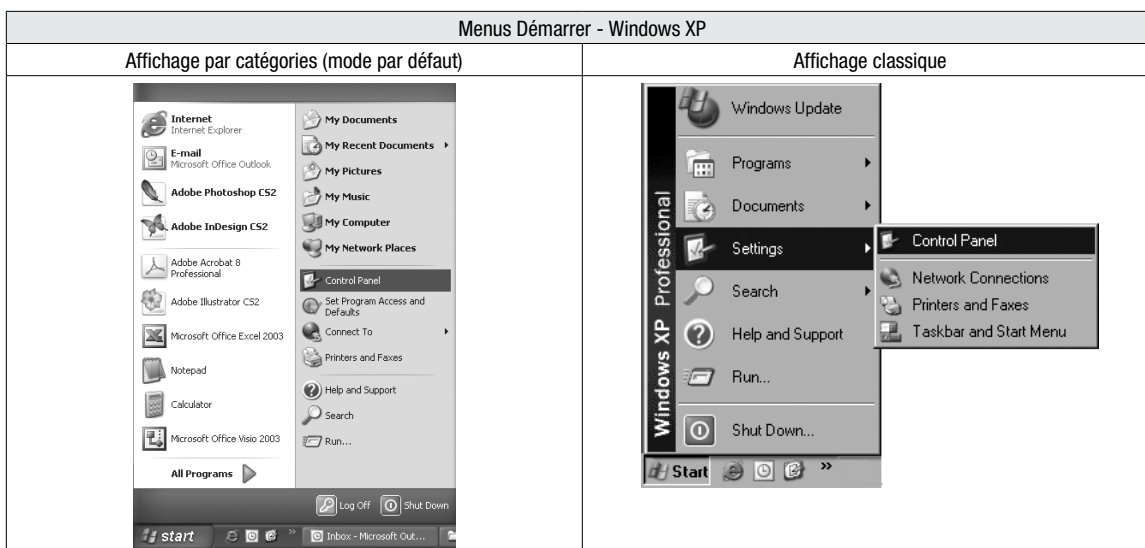 Menus Démarrer - Windows XP
Affichage par catégories (mode par défaut)
Affichage classique
Internet
Internet Explorer
E-mail
Microsoft Office Outlook
Adobe Photoshop CS2
Adobe InDesign CS2
Adobe Acrobat 8
Professional
Adobe Illustrator CS2
Microsoft Office Excel 2003
Notepad
Calculator
Microsoft Office Visio 2003
All Programs
My Documents
My Recent Documents
My Pictures
My Music
My Computer
My Network Places
Control Panel
Set Program Access and
Defaults
Connect To
Printers and Faxes
Help and Support
Search
Run...
Log Off
Shut Down
start
»
Inbox - Microsoft Out...
Windows XP Professional
Windows Update
Programs
Documents
Settings
Search
Help and Support
Run...
Shut Down...
Control Panel
Network Connections
Printers and Faxes
Taskbar and Start Menu
Start
»